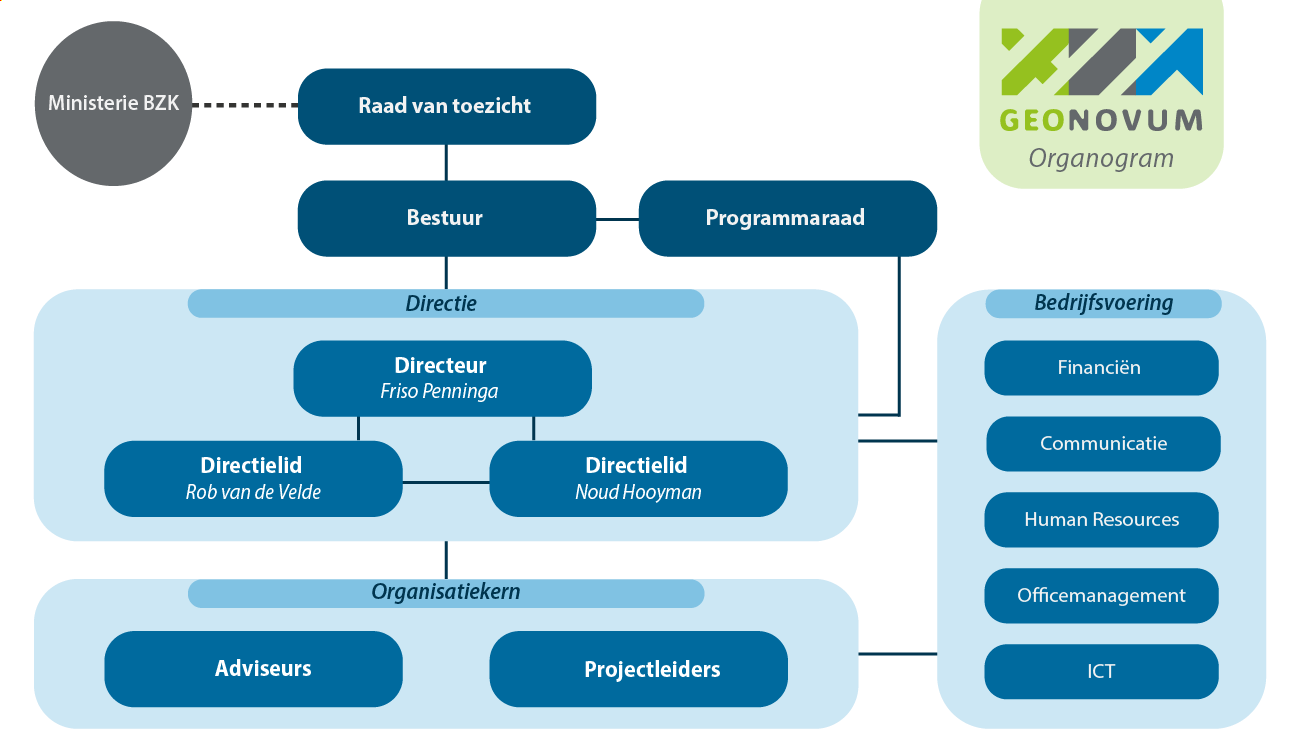 Ministerie BZK
Raad van toezicht
GEONOVUM
Organogram
Bestuur
Programmaraad
Directie
Directeur
Friso Penninga
Directielid
Rob van de Velde
Directielid
Noud Hooyman
Organisatiekern
Adviseurs
Projectleiders
Bedrijfsvoering
Financiën
Communicatie
Human Resources
Officemanagement
ICT